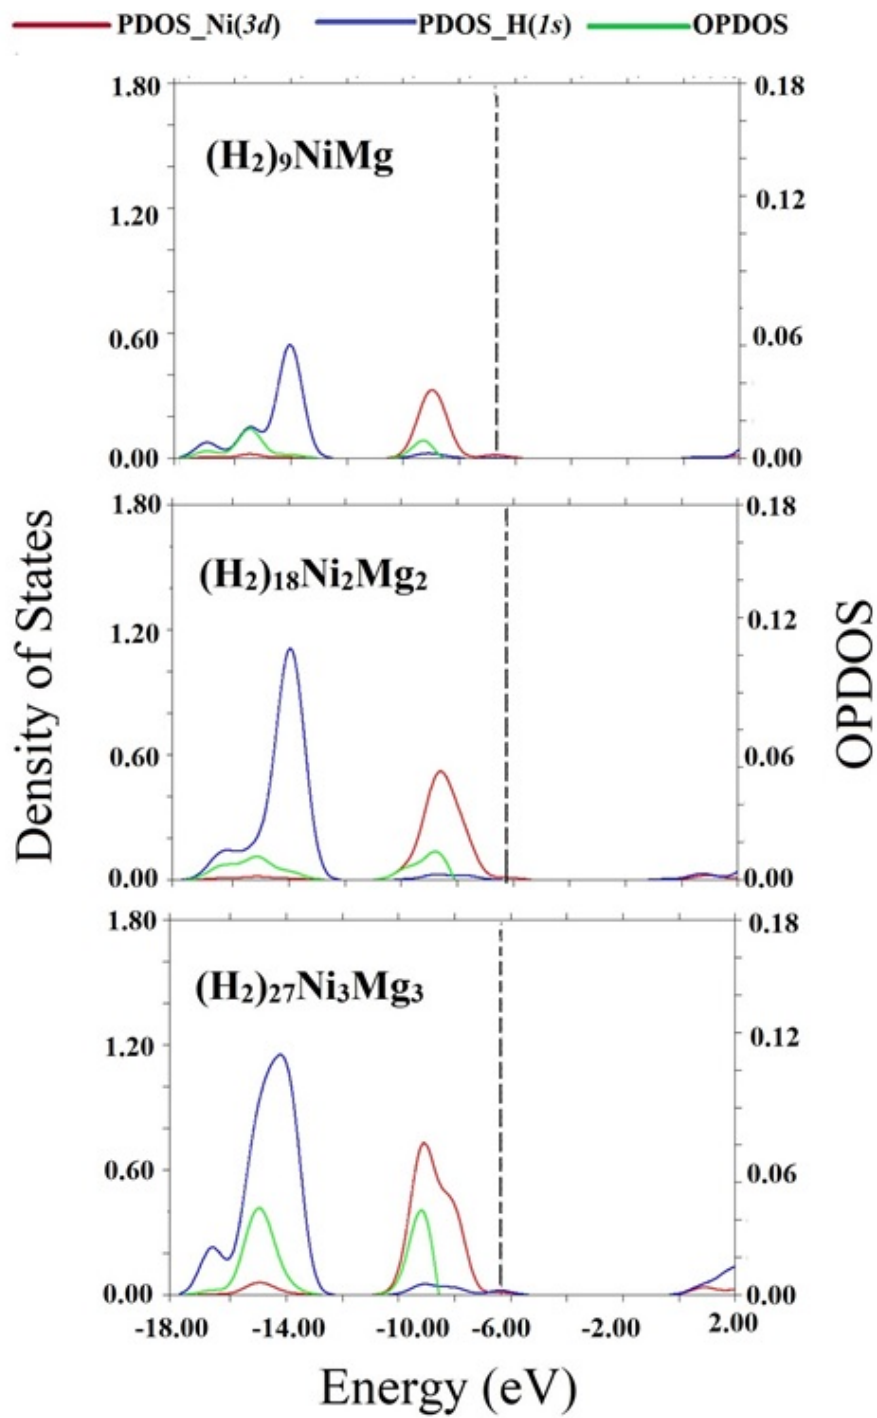 PDOS_Ni(3d) PDOS_H(1s) OPDOS
1.80 0.18
(H₂)₉NiMg
0.12
1.20
0.60 0.06
0.00 0.00
1.80 0.18
(H₂)₁₈Ni₂Mg₂
1.20 0.12
0.60 0.06
0.00 0.00
Density of States
OPDOS
1.80 0.18
(H₂)₂₇Ni₃Mg₃
1.20 0.12
0.60 0.06
0.00 0.00
-18.00 -14.00 -10.00 -6.00 -2.00 2.00
Energy (eV)